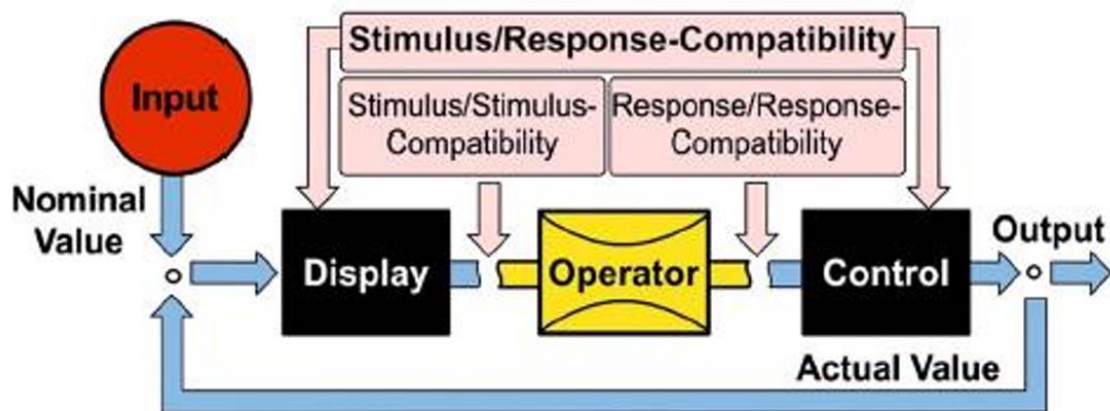 Stimulus/Response-Compatibility
Input
Stimulus/Stimulus-
Compatibility
Response/Response-
Compatibility
Nominal
Value
Display
Operator
Control
Output
Actual Value